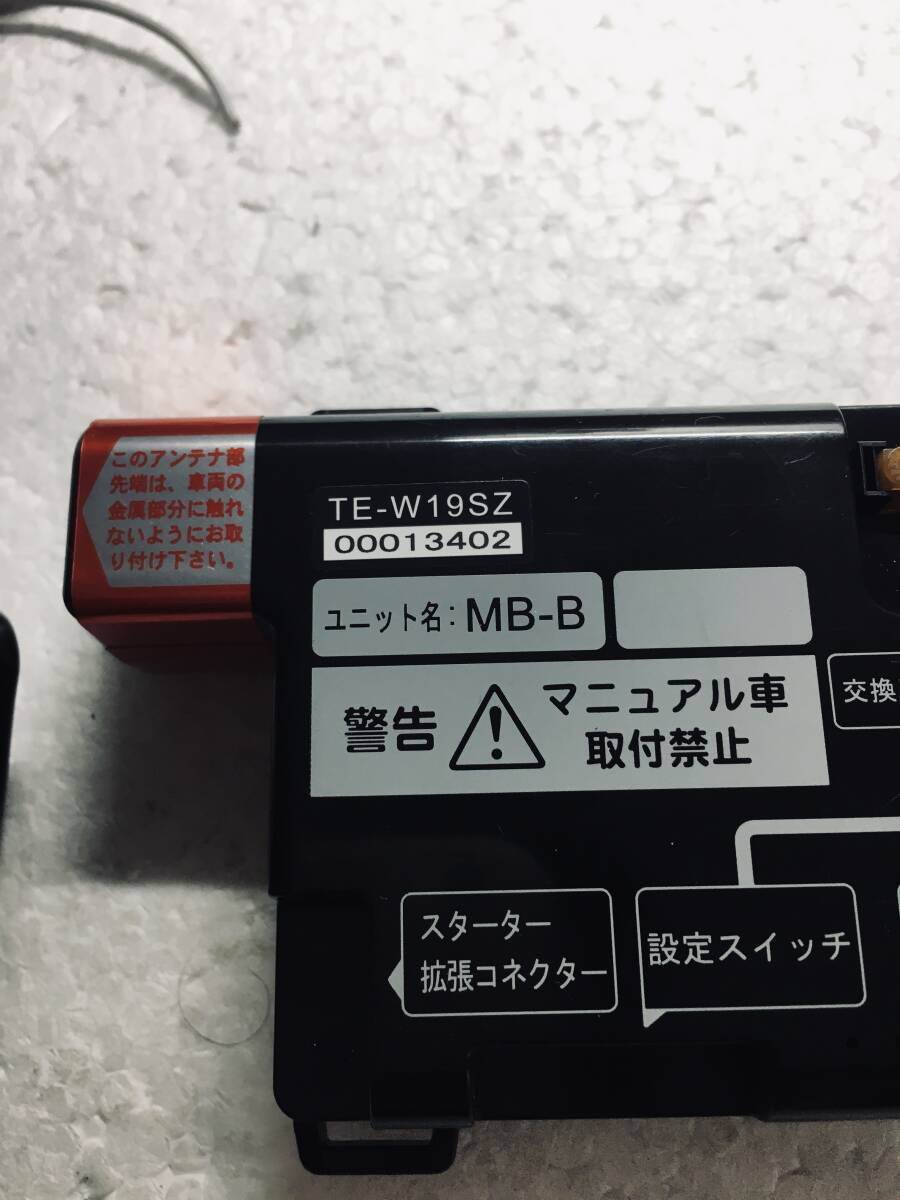 このアンテナ部
先端は、車両の
金属部分に触れ
ないようにお取
り付け下さい。
TE-W19SZ
00013402
ユニット名：MB-B
警告
マニュアル車
取付禁止
交換
スターター
拡張コネクター
設定スイッチ